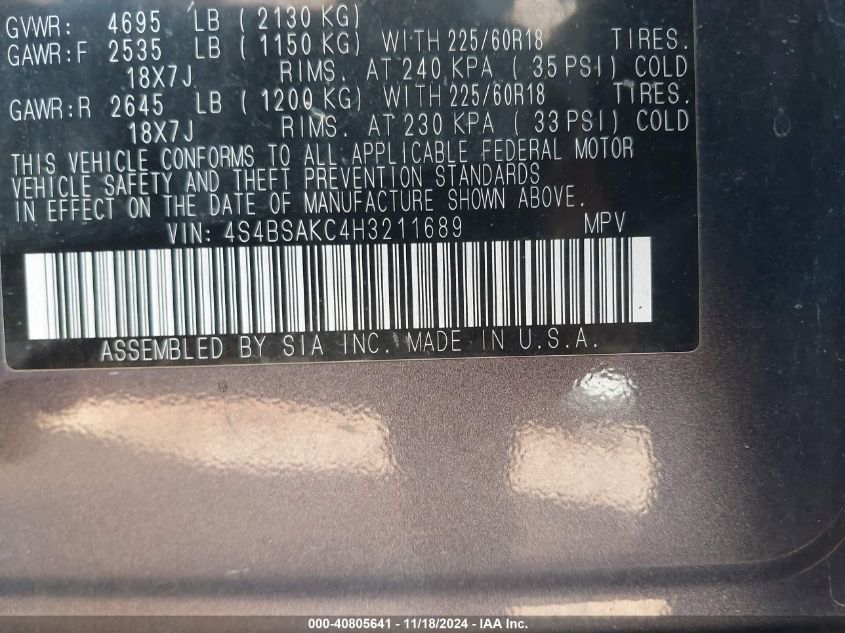 GVWR: 4695 LB ( 2130 KG)
GAWR:F 2535 LB ( 1150 KG) WITH 225/60R18 TIRES.
18X7J RIMS. AT 240 KPA ( 35 PSI) COLD
GAWR:R 2645 LB ( 1200 KG) WITH 225/60R18 TIRES.
18X7J RIMS. AT 230 KPA ( 33 PSI) COLD
THIS VEHICLE CONFORMS TO ALL APPLICABLE FEDERAL MOTOR
VEHICLE SAFETY AND THEFT PREVENTION STANDARDS
IN EFFECT ON THE DATE OF MANUFACTURE SHOWN ABOVE.
VIN: 4S4BSAKC4H3211689 MPV
ASSEMBLED BY SIA INC. MADE IN U.S.A.
000-40805641 - 11/18/2024 - IAA Inc.